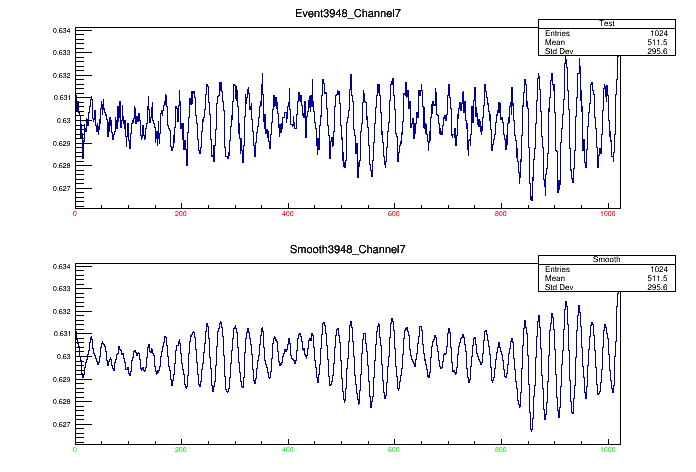 Event3948_Channel7
Test
Entries 1024
Mean 511.5
Std Dev 295.6
0.634
0.633
0.632
0.631
0.63
0.629
0.628
0.627
0 200 400 600 800 1000
Smooth3948_Channel7
Smooth
Entries 1024
Mean 511.5
Std Dev 295.6
0.634
0.633
0.632
0.631
0.63
0.629
0.628
0.627
0 200 400 600 800 1000